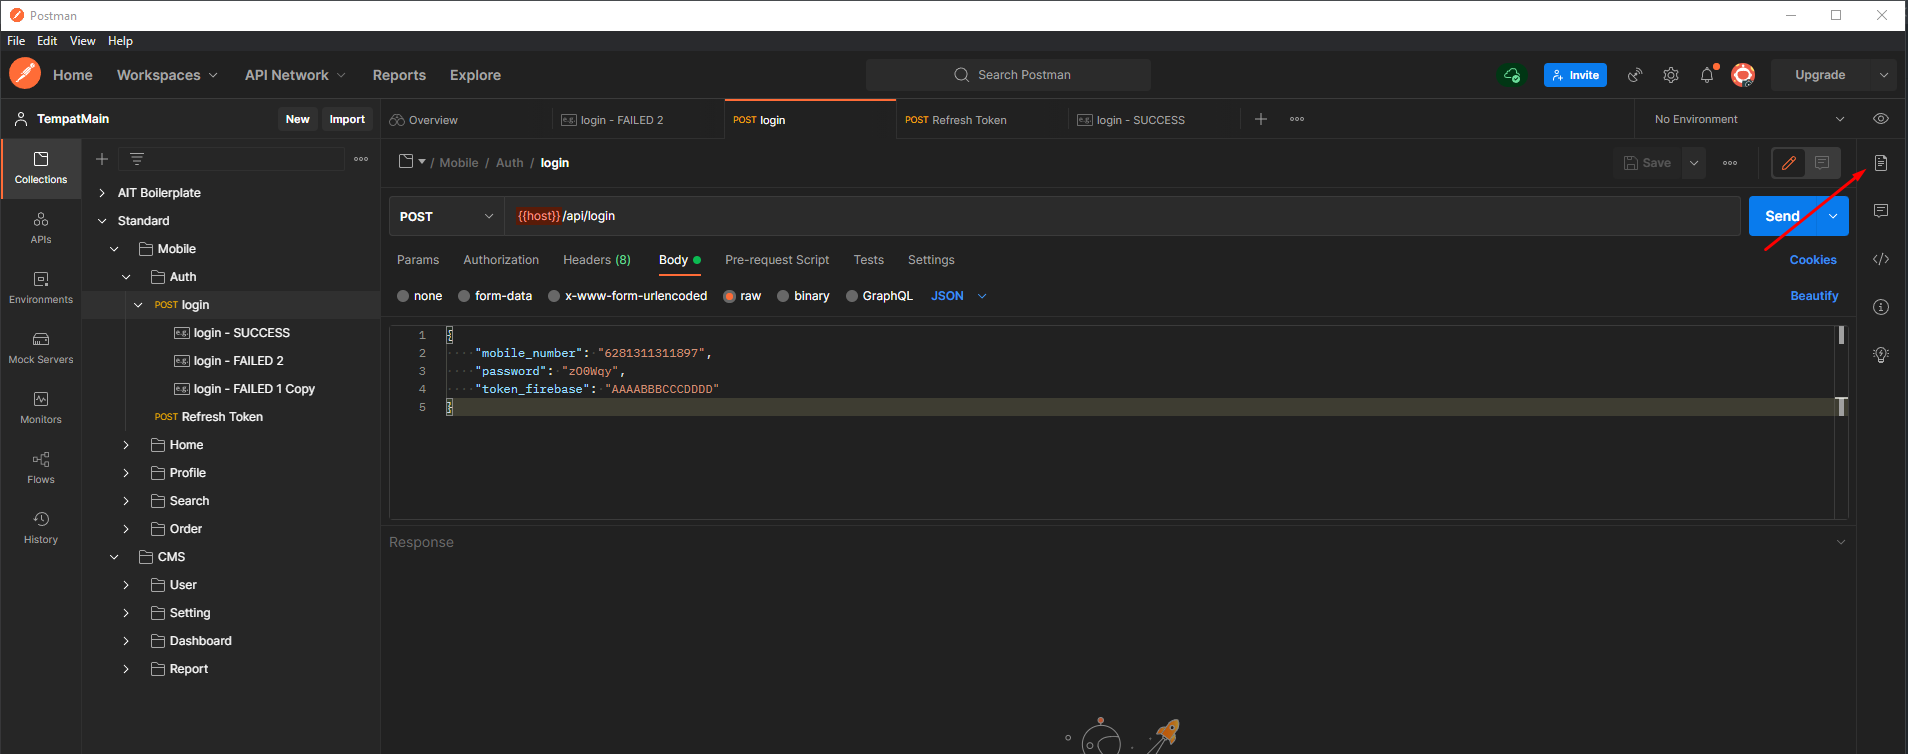 Postman
File Edit View Help
Home Workspaces API Network Reports Explore Search Postman Invite Upgrade
TempatMain New Import Overview e.g. login - FAILED 2 POST login POST Refresh Token e.g. login - SUCCESS No Environment
Collections
APIs
Environments
Mock Servers
Monitors
Flows
History
AIT Boilerplate
Standard
Mobile
Auth
POST login
e.g. login - SUCCESS
e.g. login - FAILED 2
e.g. login - FAILED 1 Copy
POST Refresh Token
Home
Profile
Search
Order
CMS
User
Setting
Dashboard
Report
/ Mobile / Auth / login Save
POST {{host}}/api/login Send
Params Authorization Headers (8) Body Pre-request Script Tests Settings Cookies
none form-data x-www-form-urlencoded raw binary GraphQL JSON Beautify
1 {
2 "mobile_number": "6281311311897",
3 "password": "zO0Wqy",
4 "token_firebase": "AAAABBBCCCDDDD"
5 }
Response